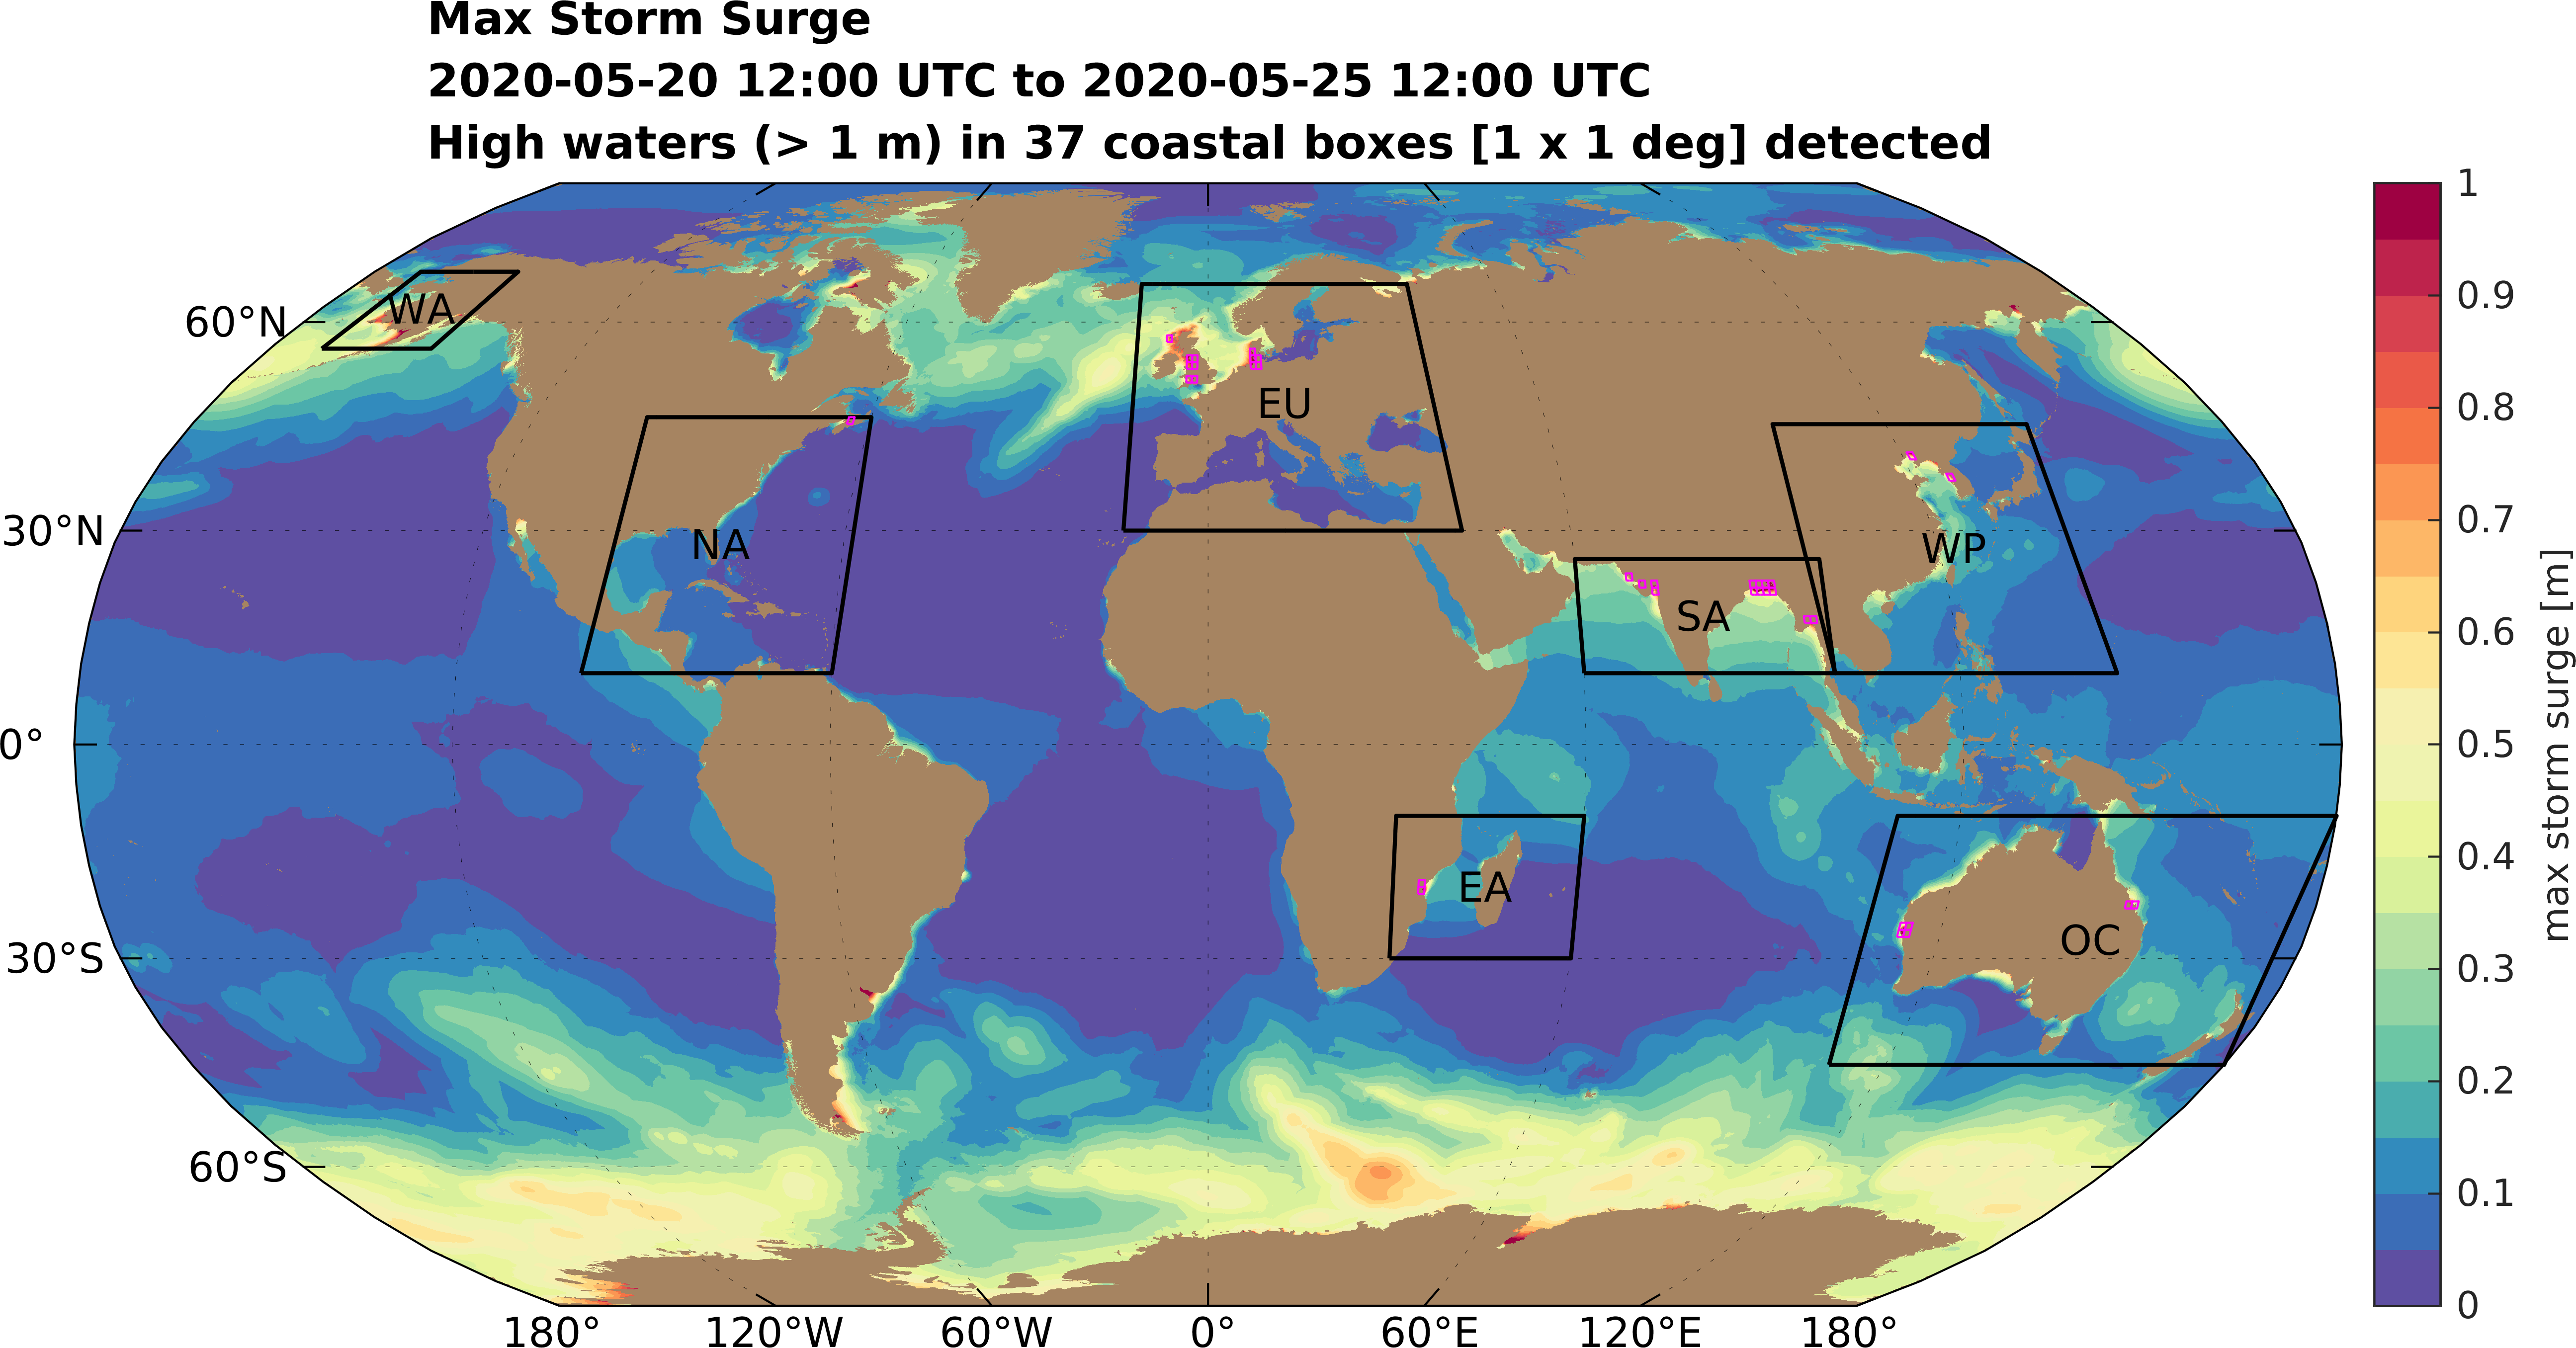 Max Storm Surge
2020-05-20 12:00 UTC to 2020-05-25 12:00 UTC
High waters (> 1 m) in 37 coastal boxes [1 x 1 deg] detected
60°N
30°N
0°
30°S
60°S
WA
NA
EU
SA
WP
EA
OC
180°
120°W
60°W
0°
60°E
120°E
180°
1
0.9
0.8
0.7
0.6
0.5
0.4
0.3
0.2
0.1
0
max storm surge [m]